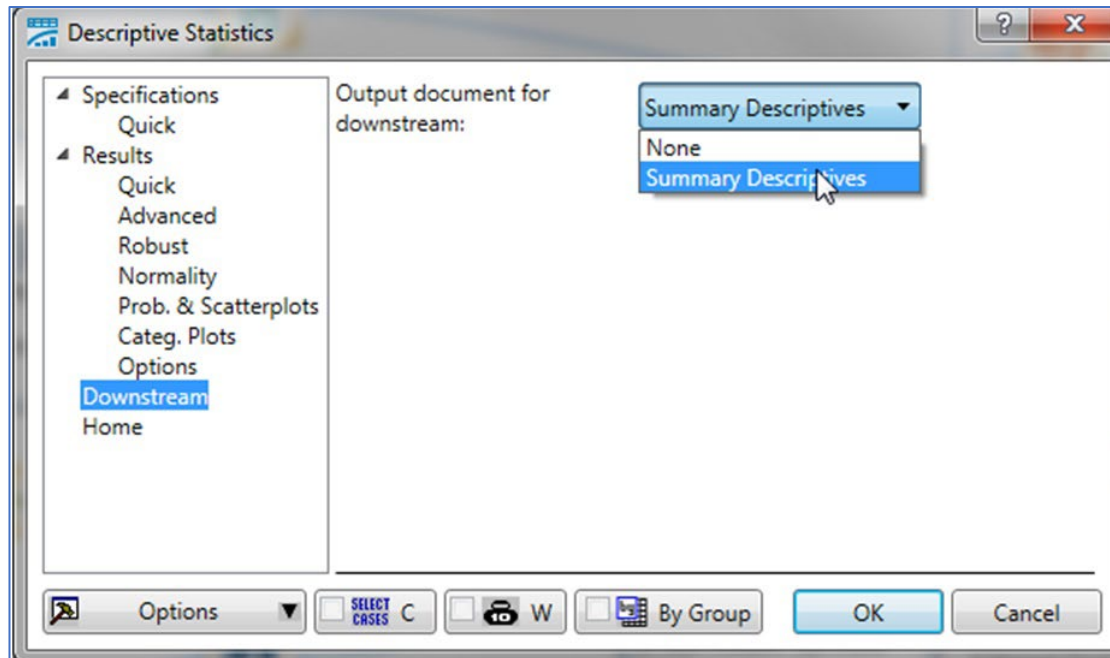 Descriptive Statistics
Specifications
Quick
Results
Quick
Advanced
Robust
Normality
Prob. & Scatterplots
Categ. Plots
Options
Downstream
Home
Output document for
downstream:
Summary Descriptives
None
Summary Descriptives
Options
SELECT
CASES C
W
By Group
OK
Cancel